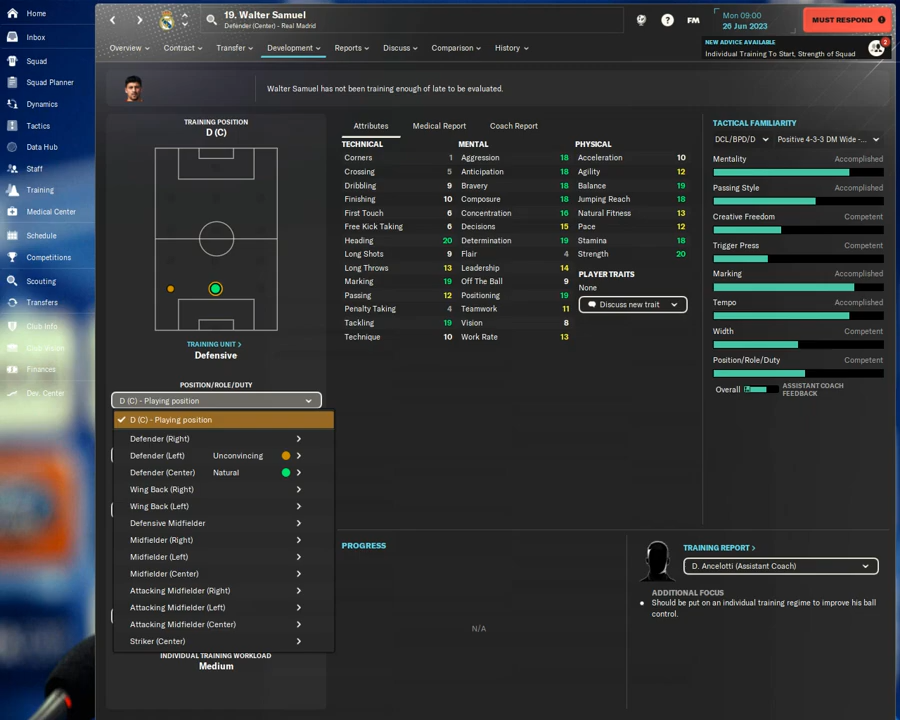 Home
Inbox
Squad
Squad Planner
Dynamics
Tactics
Data Hub
Staff
Training
Medical Center
Schedule
Competitions
Scouting
Transfers
Club Info
Club Vision
Finances
Dev. Center
19. Walter Samuel
Defender (Center) - Real Madrid
FM
Mon 09:00
26 Jun 2023
MUST RESPOND
Overview
Contract
Transfer
Development
Reports
Discuss
Comparison
History
NEW ADVICE AVAILABLE
Individual Training To Start, Strength of Squad
2
Walter Samuel has not been training enough of late to be evaluated.
TRAINING POSITION
D (C)
TRAINING UNIT >
Defensive
POSITION/ROLE/DUTY
D (C) - Playing position
D (C) - Playing position
Defender (Right)
Defender (Left) Unconvincing
Defender (Center) Natural
Wing Back (Right)
Wing Back (Left)
Defensive Midfielder
Midfielder (Right)
Midfielder (Left)
Midfielder (Center)
Attacking Midfielder (Right)
Attacking Midfielder (Left)
Attacking Midfielder (Center)
Striker (Center)
INDIVIDUAL TRAINING WORKLOAD
Medium
Attributes
Medical Report
Coach Report
TECHNICAL
Corners 1
Crossing 5
Dribbling 9
Finishing 10
First Touch 6
Free Kick Taking 6
Heading 20
Long Shots 9
Long Throws 13
Marking 19
Passing 12
Penalty Taking 4
Tackling 19
Technique 10
MENTAL
Aggression 18
Anticipation 18
Bravery 18
Composure 18
Concentration 16
Decisions 15
Determination 19
Flair 4
Leadership 14
Off The Ball 9
Positioning 19
Teamwork 11
Vision 8
Work Rate 13
PHYSICAL
Acceleration 10
Agility 12
Balance 19
Jumping Reach 18
Natural Fitness 13
Pace 12
Stamina 18
Strength 20
PLAYER TRAITS
None
Discuss new trait
TACTICAL FAMILIARITY
DCL/BPD/D
Positive 4-3-3 DM Wide -...
Mentality Accomplished
Passing Style Accomplished
Creative Freedom Competent
Trigger Press Competent
Marking Accomplished
Tempo Accomplished
Width Competent
Position/Role/Duty Competent
Overall
ASSISTANT COACH
FEEDBACK
PROGRESS
N/A
TRAINING REPORT >
D. Ancelotti (Assistant Coach)
ADDITIONAL FOCUS
Should be put on an individual training regime to improve his ball
control.